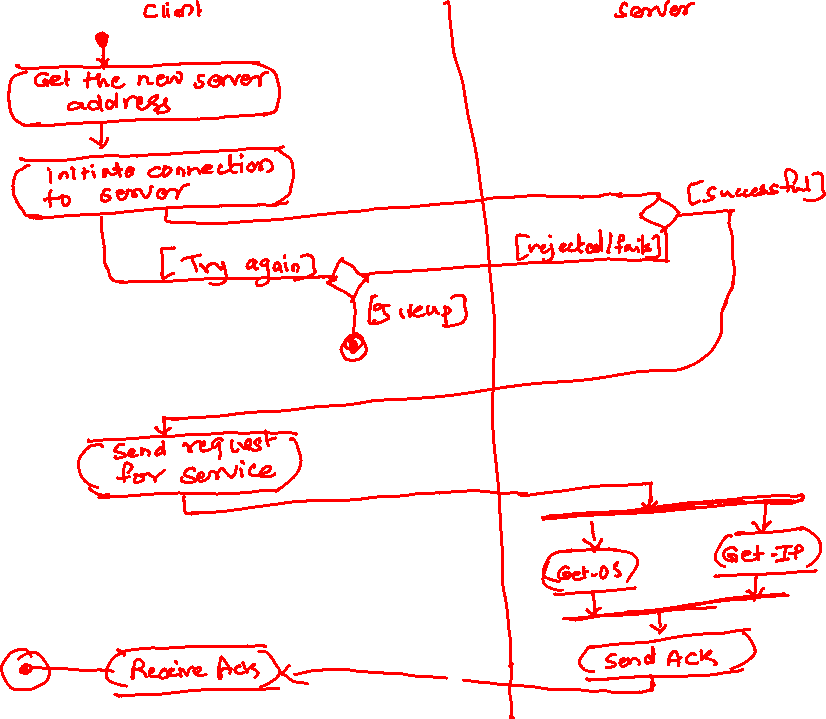 Client
Server
Get the new server
address
initiate connection
to server
[successful]
[rejected/fails]
[Try again]
[giveup]
Send request
for service
Get-OS
Get-IP
Send ACK
Receive Ack